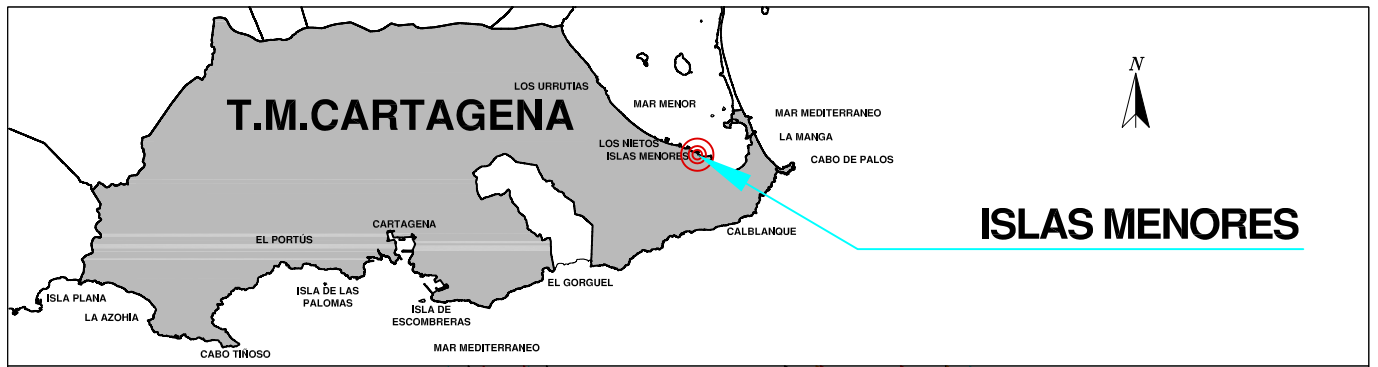 N
LOS URRUTIAS
MAR MENOR
T.M.CARTAGENA
MAR MEDITERRANEO
LA MANGA
LOS NIETOS
ISLAS MENORES
CABO DE PALOS
ISLAS MENORES
CARTAGENA
CALBLANQUE
EL PORTÚS
EL GORGUEL
ISLA PLANA
ISLA DE LAS
PALOMAS
LA AZOHIA
ISLA DE
ESCOMBRERAS
CABO TIÑOSO
MAR MEDITERRANEO